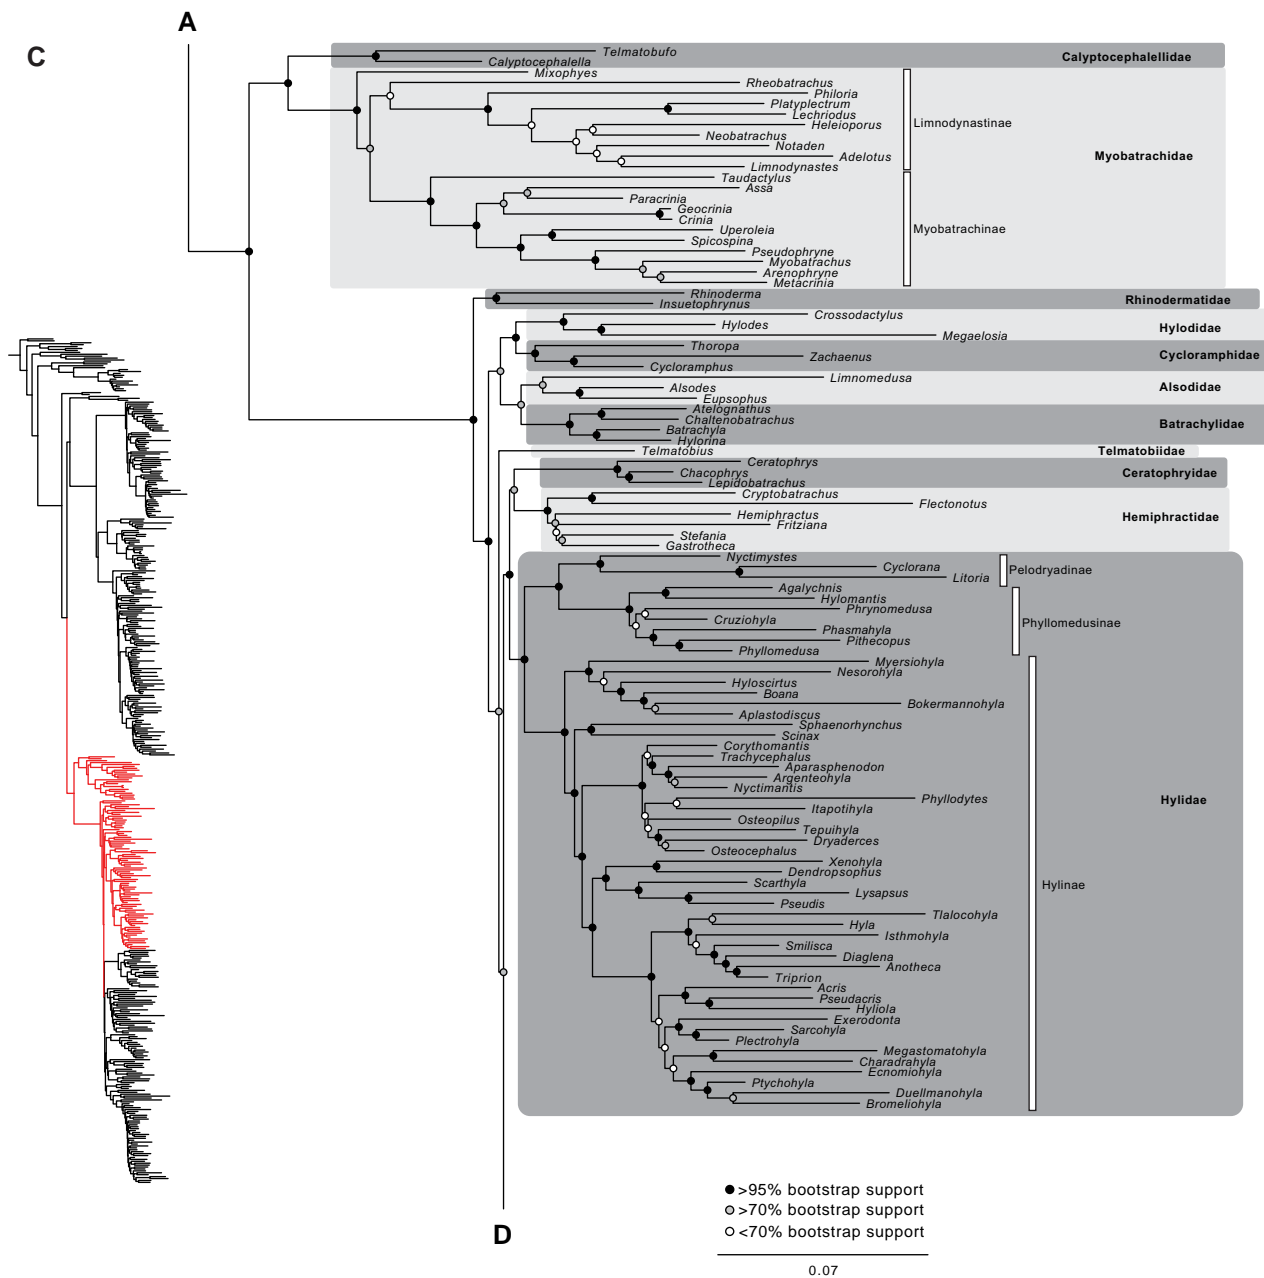 A
C
Telmatobufo
Calyptocephalella
Calyptocephalellidae
Mixophyes
Rheobatrachus
Philoria
Platyplectrum
Lechriodus
Heleioporus
Neobatrachus
Notaden
Adelotus
Limnodynastes
Limnodynastinae
Myobatrachidae
Taudactylus
Assa
Paracrinia
Geocrinia
Crinia
Uperoleia
Spicospina
Pseudophryne
Myobatrachus
Arenophryne
Metacrinia
Myobatrachinae
Rhinoderma
Insuetophrynus
Rhinodermatidae
Crossodactylus
Hylodes
Megaelosia
Hylodidae
Thoropa
Zachaenus
Cycloramphus
Cycloramphidae
Limnomedusa
Alsodes
Eupsophus
Alsodidae
Atelognathus
Chaltenobatrachus
Batrachyla
Hylorina
Batrachylidae
Telmatobius
Telmatobiidae
Ceratophrys
Chacophrys
Lepidobatrachus
Ceratophryidae
Cryptobatrachus
Flectonotus
Hemiphractus
Fritziana
Stefania
Gastrotheca
Hemiphractidae
Nyctimystes
Cyclorana
Litoria
Pelodryadinae
Agalychnis
Hylomantis
Phrynomedusa
Cruziohyla
Phasmahyla
Pithecopus
Phyllomedusa
Phyllomedusinae
Myersiohyla
Nesorohyla
Hyloscirtus
Boana
Bokermannohyla
Aplastodiscus
Sphaenorhynchus
Scinax
Corythomantis
Trachycephalus
Aparasphenodon
Argenteohyla
Nyctimantis
Phyllodytes
Itapotihyla
Osteopilus
Tepuihyla
Dryaderces
Osteocephalus
Xenohyla
Dendropsophus
Scarthyla
Lysapsus
Pseudis
Tlalocohyla
Hyla
Isthmohyla
Smilisca
Diaglena
Anotheca
Triprion
Acris
Pseudacris
Hyliola
Exerodonta
Sarcohyla
Plectrohyla
Megastomatohyla
Charadrahyla
Ecnomiohyla
Ptychohyla
Duellmanohyla
Bromeliohyla
Hylinae
Hylidae
D
>95% bootstrap support
>70% bootstrap support
<70% bootstrap support
0.07